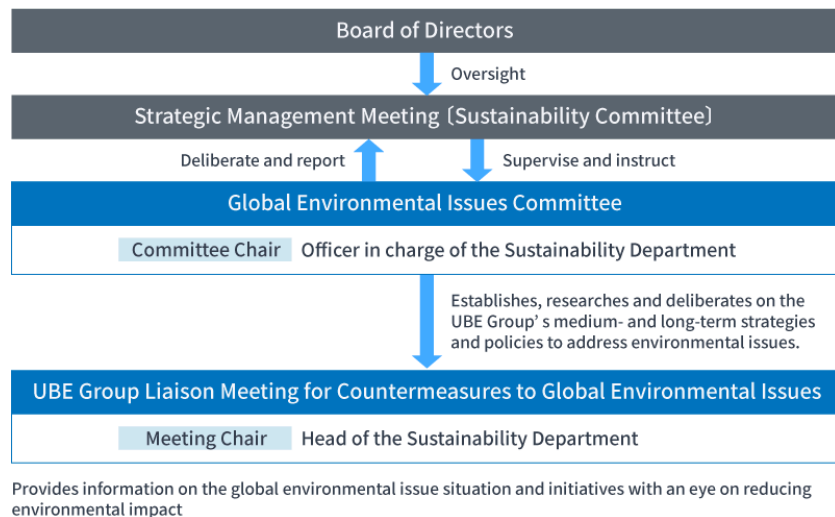 Board of Directors
Oversight
Strategic Management Meeting〔Sustainability Committee〕
Deliberate and report
Supervise and instruct
Global Environmental Issues Committee
Committee Chair Officer in charge of the Sustainability Department
Establishes, researches and deliberates on the
UBE Group’ s medium- and long-term strategies
and policies to address environmental issues.
UBE Group Liaison Meeting for Countermeasures to Global Environmental Issues
Meeting Chair Head of the Sustainability Department
Provides information on the global environmental issue situation and initiatives with an eye on reducing
environmental impact